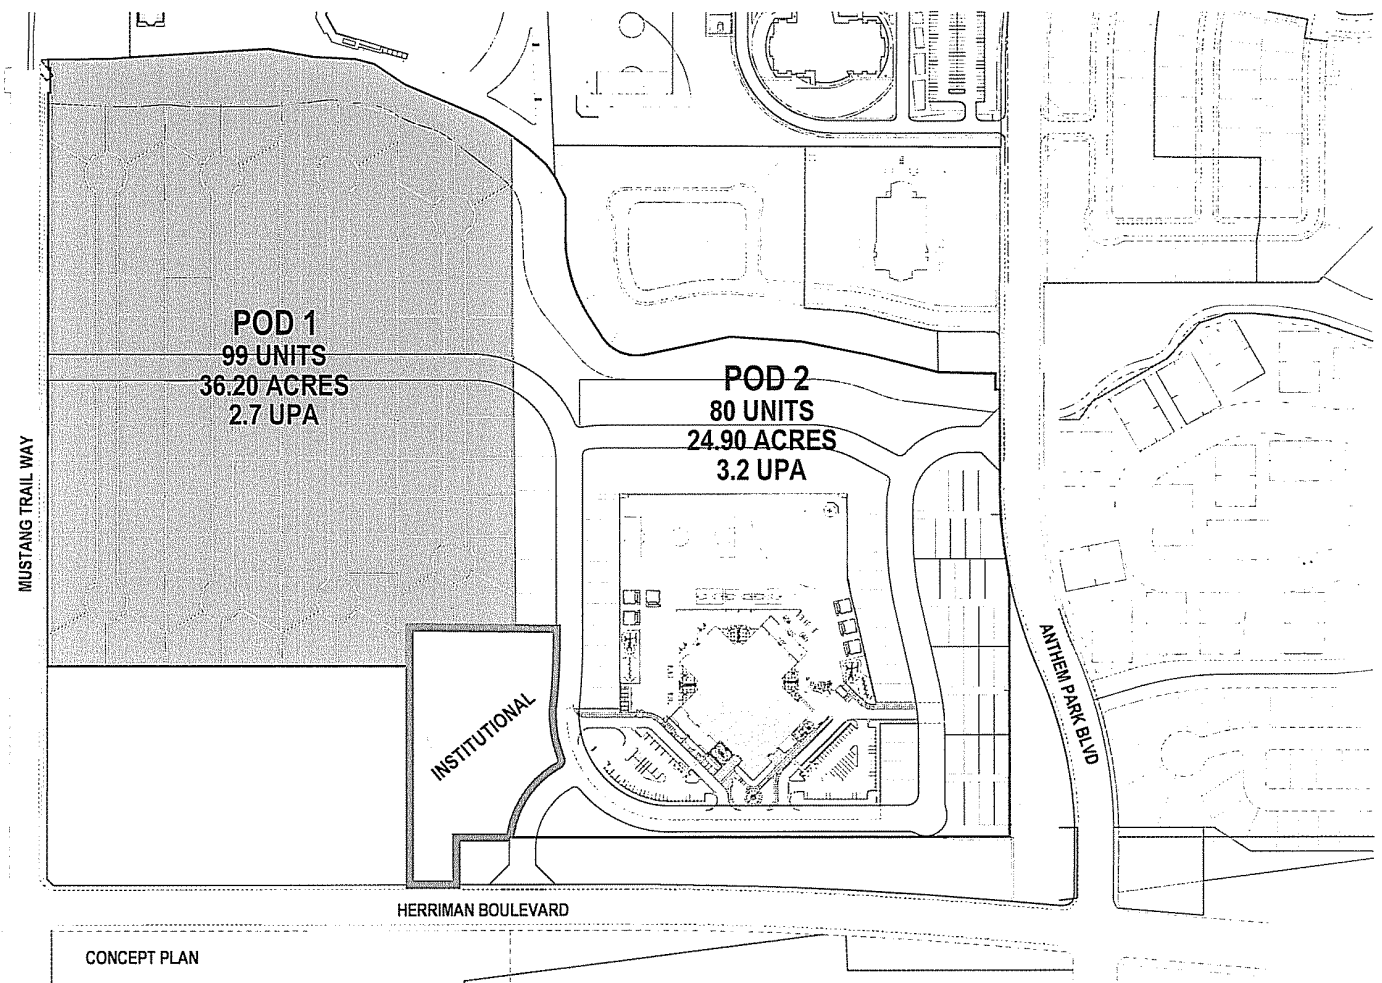 POD 1
99 UNITS
36.20 ACRES
2.7 UPA
POD 2
80 UNITS
24.90 ACRES
3.2 UPA
MUSTANG TRAIL WAY
INSTITUTIONAL
ANTHEM PARK BLVD
HERRIMAN BOULEVARD
CONCEPT PLAN